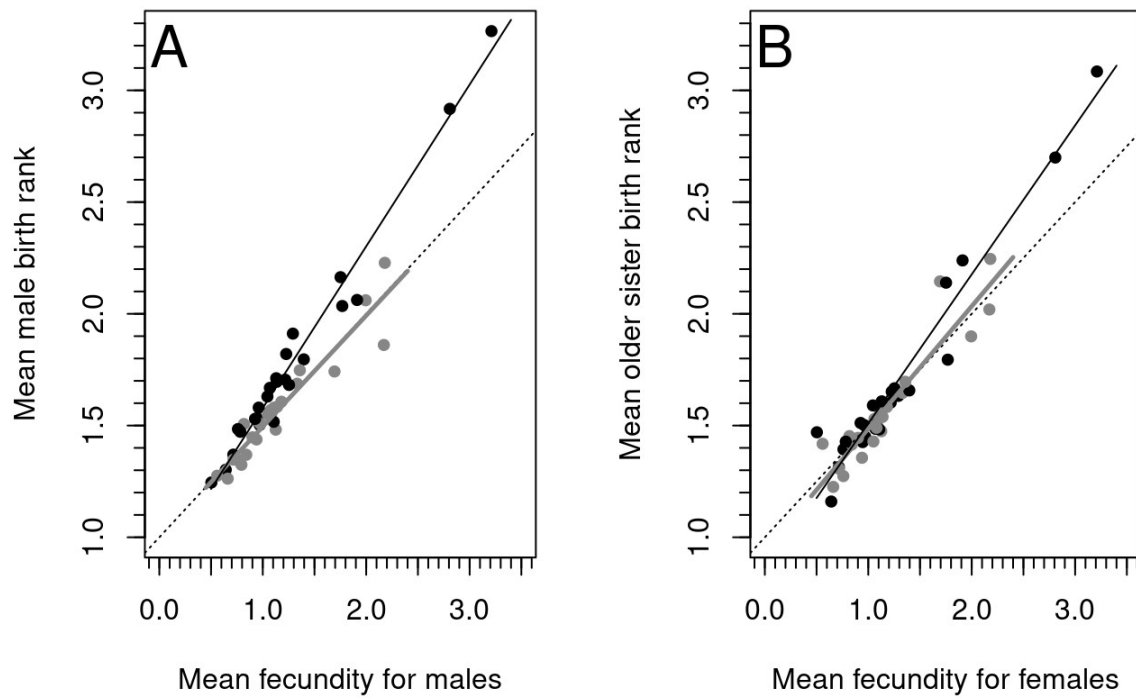 A
Mean male birth rank
3.0
2.5
2.0
1.5
1.0
0.0 1.0 2.0 3.0
Mean fecundity for males
B
Mean older sister birth rank
3.0
2.5
2.0
1.5
1.0
0.0 1.0 2.0 3.0
Mean fecundity for females